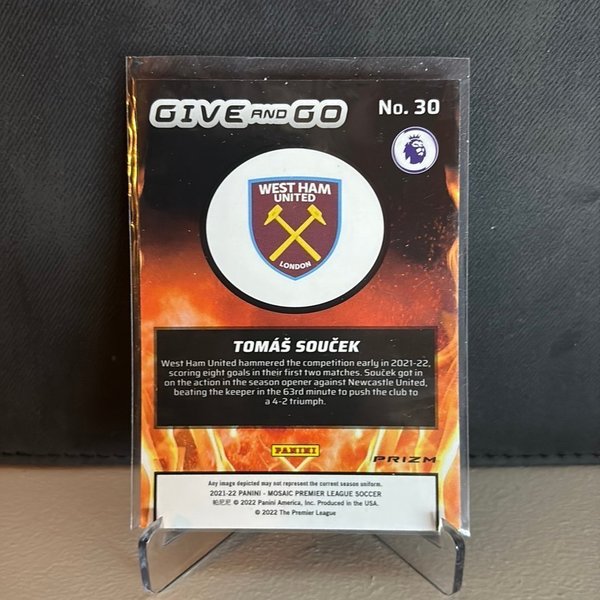 GIVE AND GO
No. 30
WEST HAM
UNITED
LONDON
TOMÁŠ SOUČEK
West Ham United hammered the competition early in 2021-22,
scoring eight goals in their first two matches. Souček got in
on the action in the season opener against Newcastle United,
beating the keeper in the 63rd minute to push the club to
a 4-2 triumph.
PANINI
PRIZM
Any image depicted may not represent the current season uniform.
2021-22 PANINI - MOSAIC PREMIER LEAGUE SOCCER
帕尼尼 © 2022 Panini America, Inc. Produced in the USA.
© 2022 The Premier League